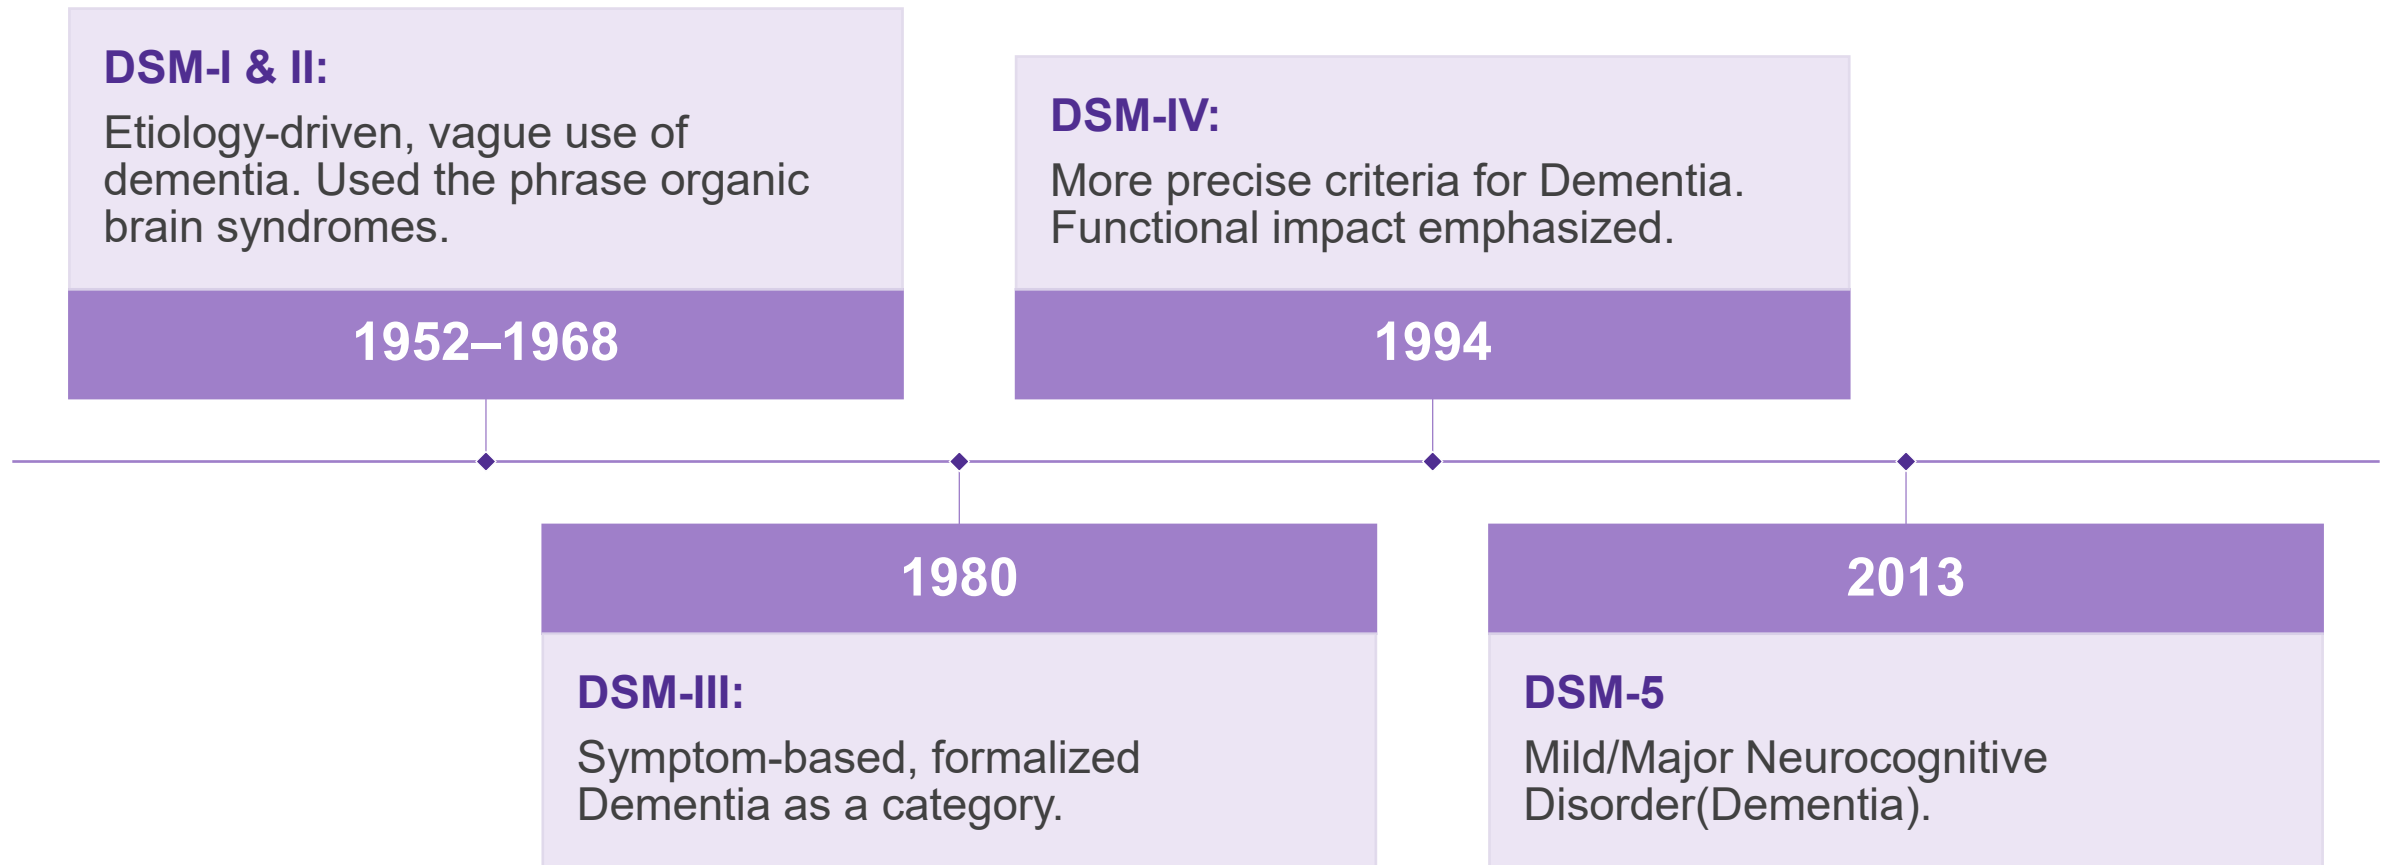 DSM-I & II:
Etiology-driven, vague use of
dementia. Used the phrase organic
brain syndromes.
1952–1968
DSM-IV:
More precise criteria for Dementia.
Functional impact emphasized.
1994
1980
DSM-III:
Symptom-based, formalized
Dementia as a category.
2013
DSM-5
Mild/Major Neurocognitive
Disorder(Dementia).